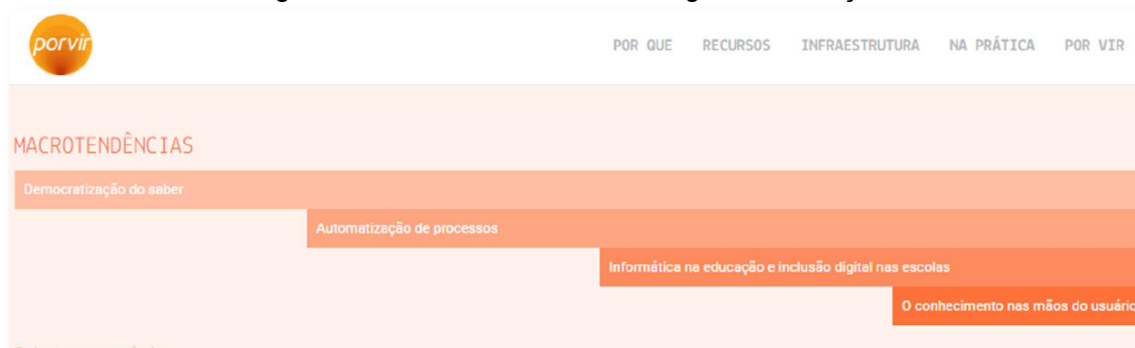 porvir
POR QUE RECURSOS INFRAESTRUTURA NA PRÁTICA POR VIR
MACROTENDÊNCIAS
Democratização do saber
Automatização de processos
Informática na educação e inclusão digital nas escolas
O conhecimento nas mãos do usuário